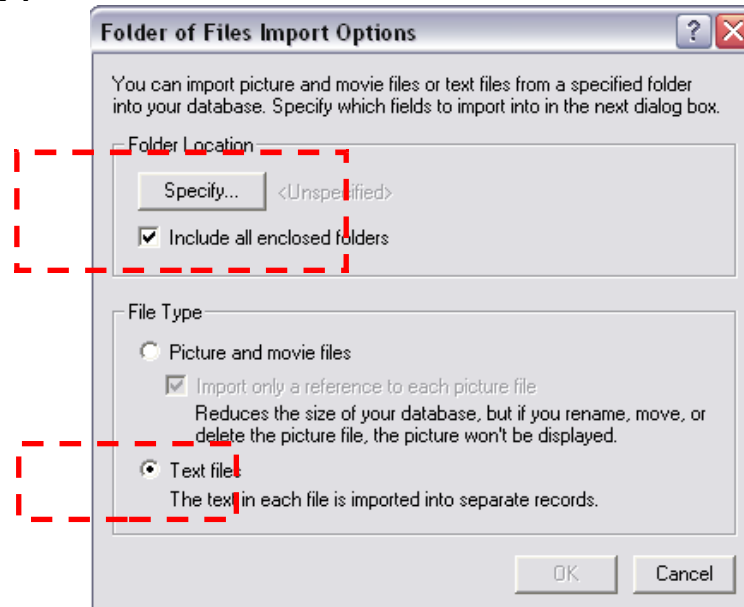 Folder of Files Import Options
You can import picture and movie files or text files from a specified folder
into your database. Specify which fields to import into in the next dialog box.
Folder Location
Specify... <Unspecified>
Include all enclosed folders
File Type
Picture and movie files
Import only a reference to each picture file
Reduces the size of your database, but if you rename, move, or
delete the picture file, the picture won't be displayed.
Text files
The text in each file is imported into separate records.
OK Cancel